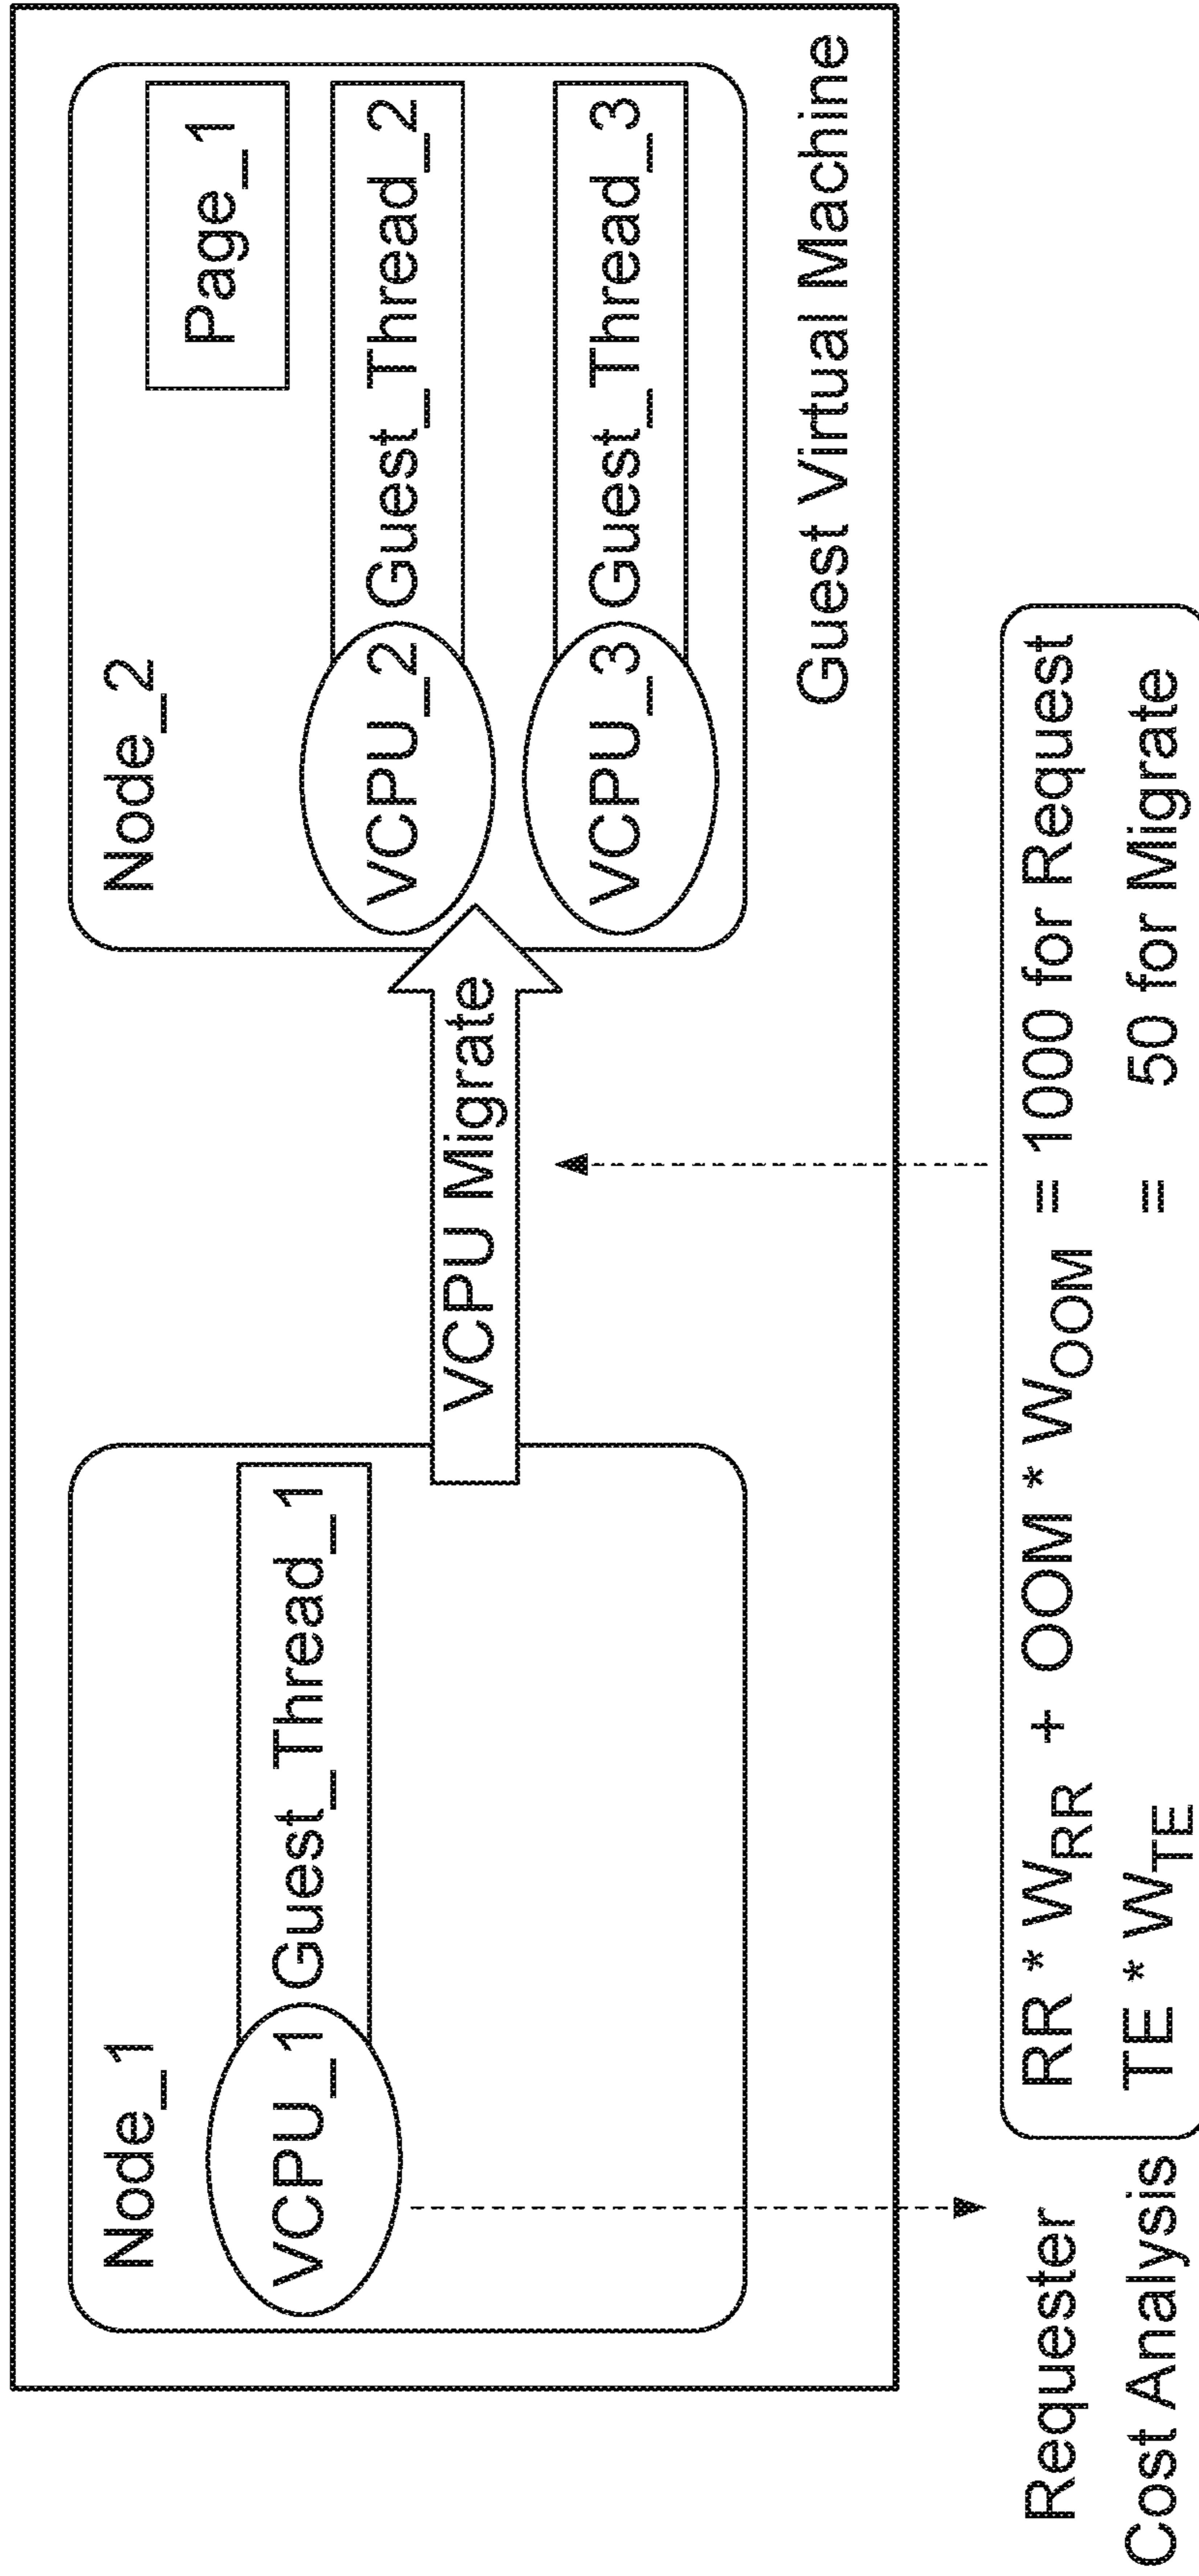 Node_1
VCPU_1 Guest_Thread_1
VCPU Migrate
Node_2
Page_1
VCPU_2 Guest_Thread_2
VCPU_3 Guest_Thread_3
Guest Virtual Machine
Requester
Cost Analysis
RR * W_RR + OOM * W_OOM = 1000 for Request
TE * W_TE = 50 for Migrate